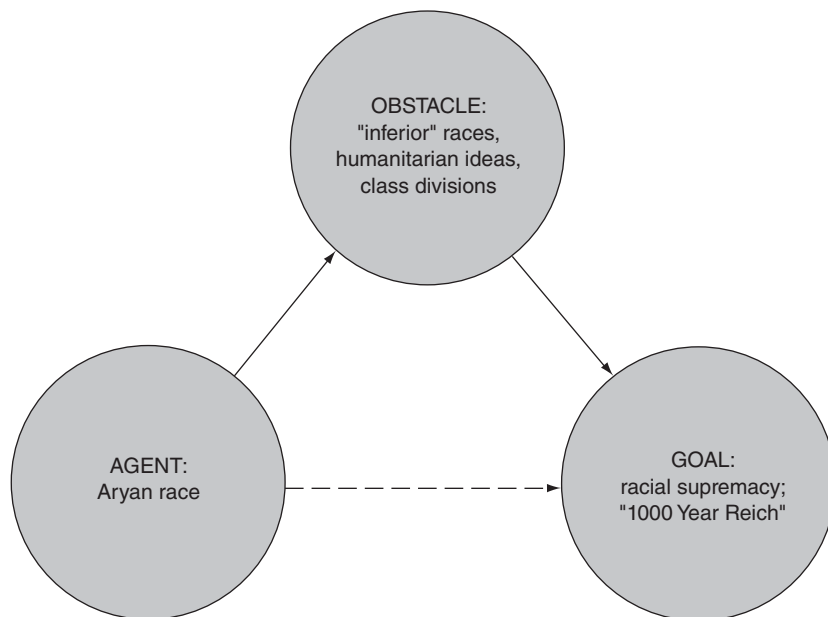 OBSTACLE:
"inferior" races,
humanitarian ideas,
class divisions
AGENT:
Aryan race
GOAL:
racial supremacy;
"1000 Year Reich"